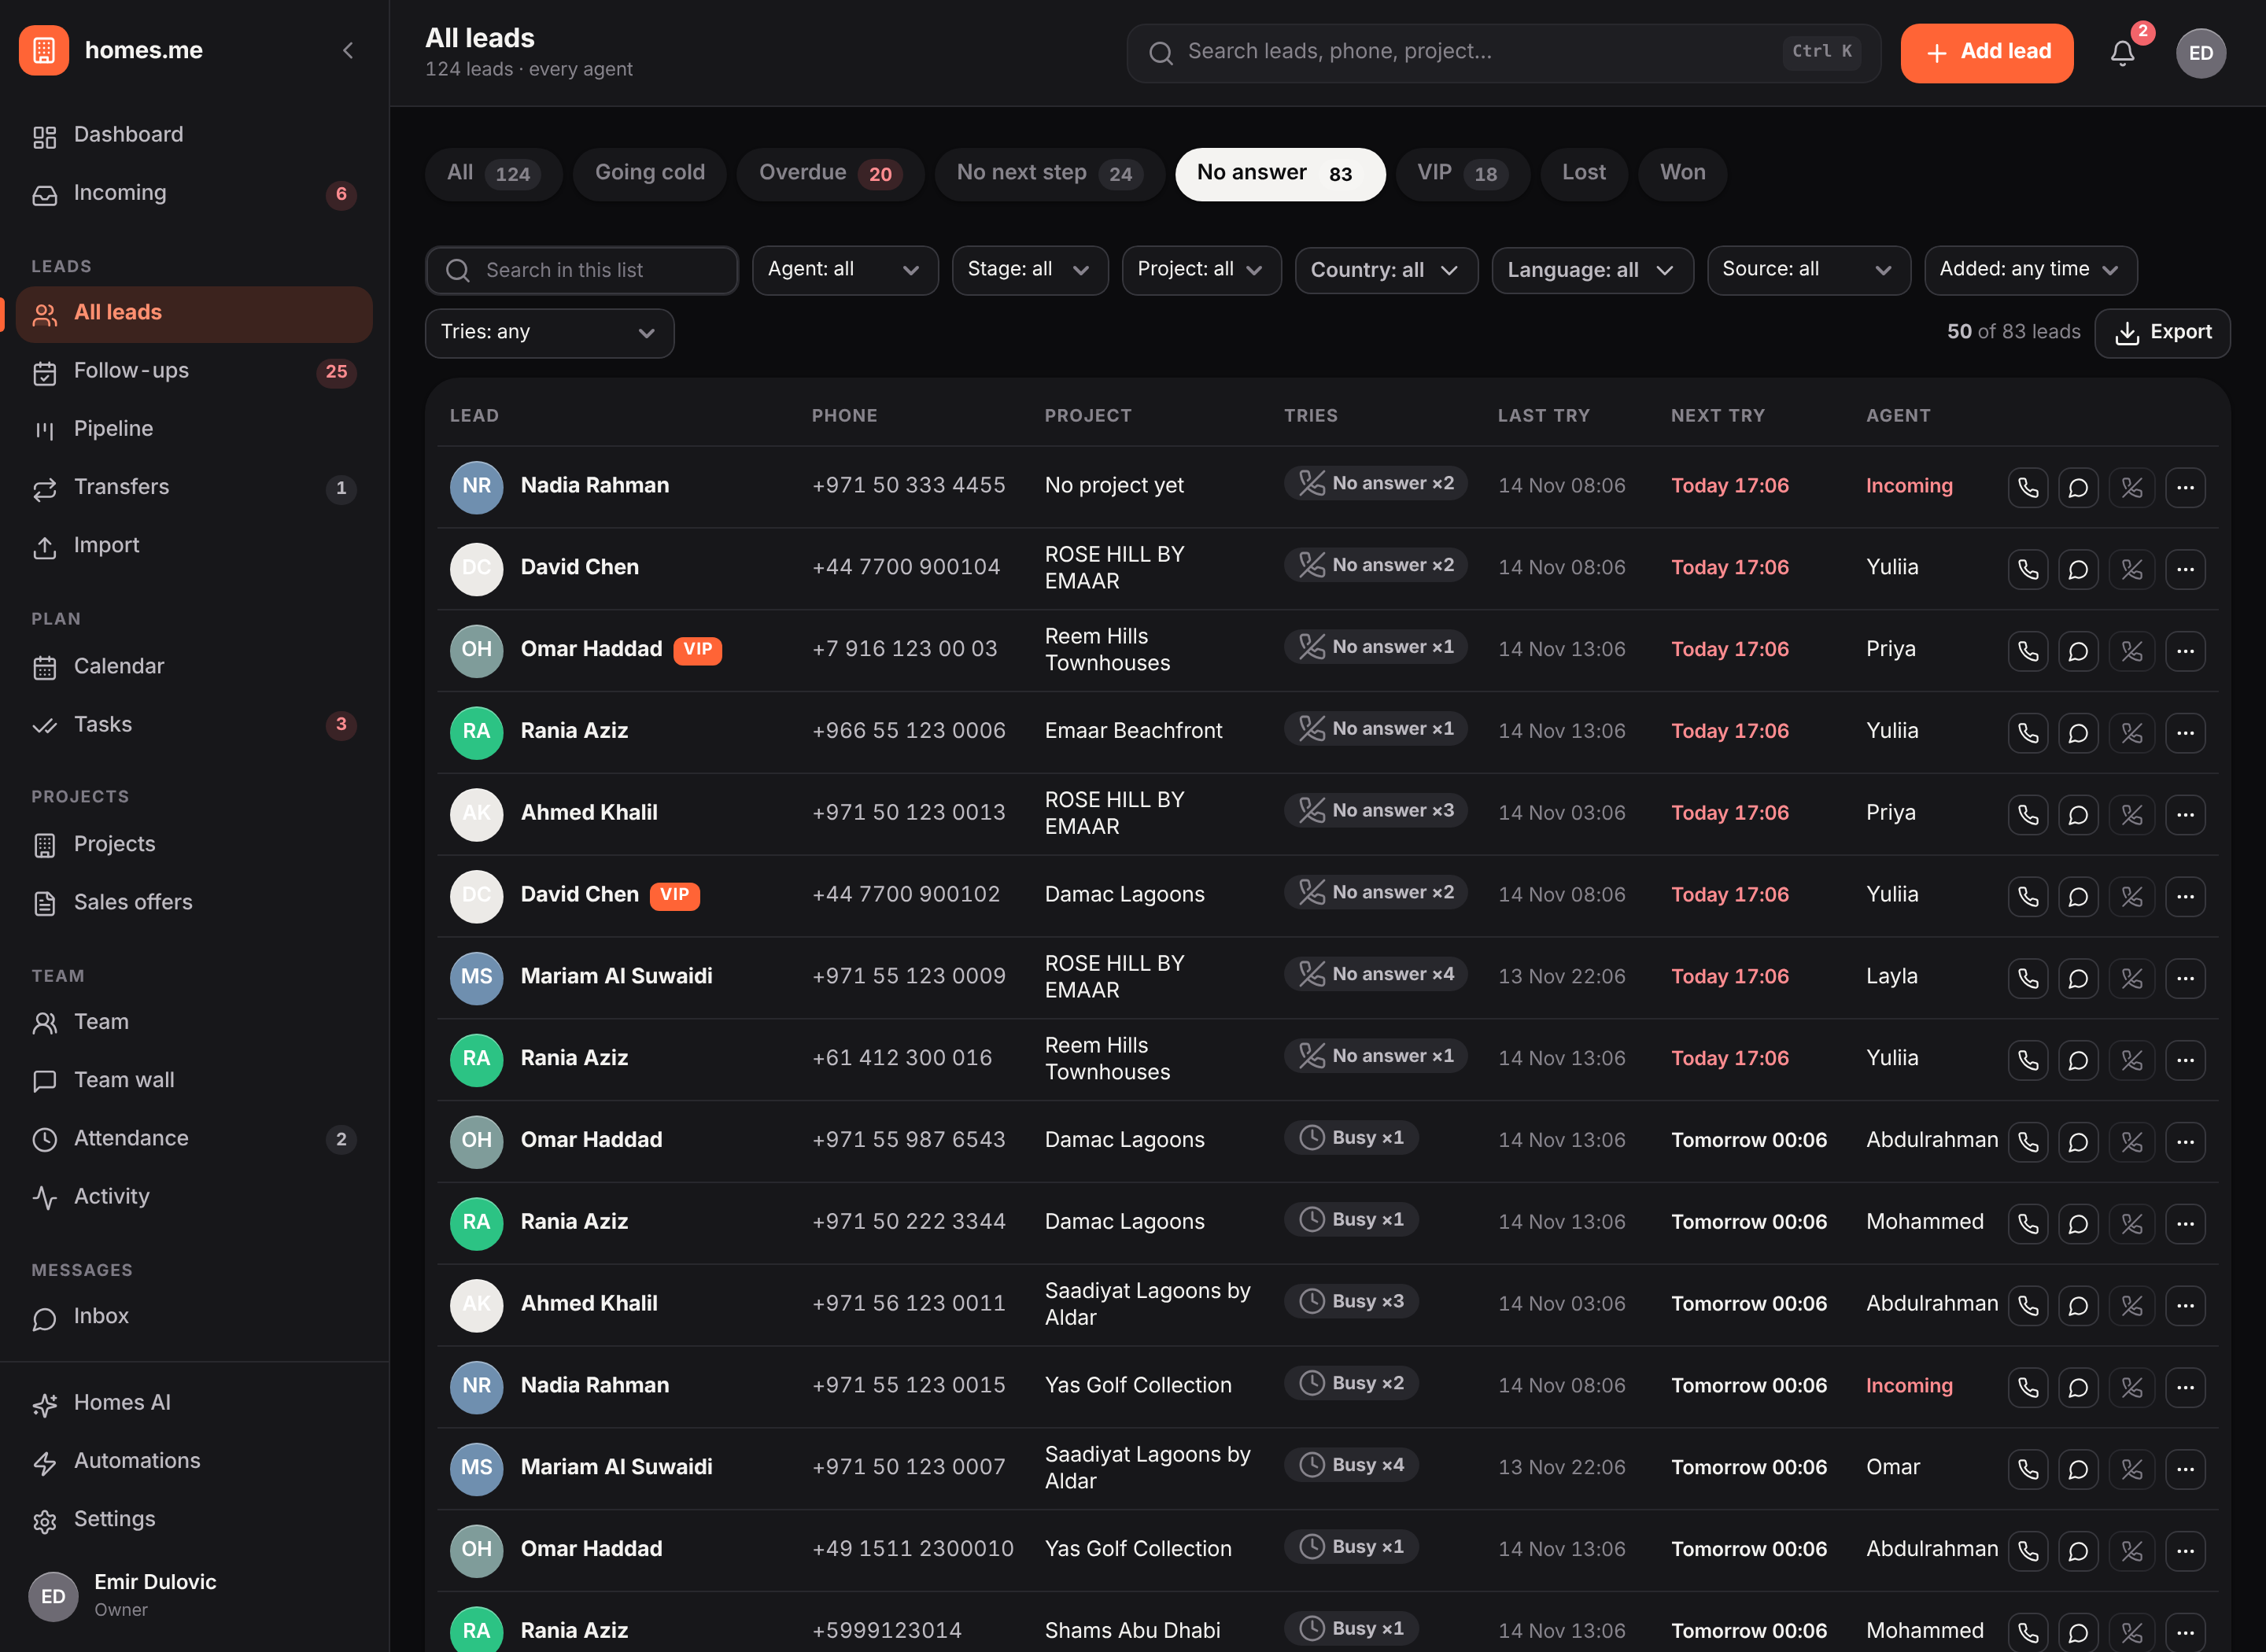 homes.me
Dashboard
Incoming 6
LEADS
All leads
Follow-ups 25
Pipeline
Transfers 1
Import
PLAN
Calendar
Tasks 3
PROJECTS
Projects
Sales offers
TEAM
Team
Team wall
Attendance 2
Activity
MESSAGES
Inbox
Homes AI
Automations
Settings
ED Emir Dulovic
Owner
All leads
124 leads · every agent
Search leads, phone, project... Ctrl K
+ Add lead
2
ED
All 124 Going cold Overdue 20 No next step 24 No answer 83 VIP 18 Lost Won
Search in this list Agent: all Stage: all Project: all Country: all Language: all Source: all Added: any time
Tries: any 50 of 83 leads Export
LEAD PHONE PROJECT TRIES LAST TRY NEXT TRY AGENT
NR Nadia Rahman +971 50 333 4455 No project yet No answer ×2 14 Nov 08:06 Today 17:06 Incoming
DC David Chen +44 7700 900104 ROSE HILL BY EMAAR No answer ×2 14 Nov 08:06 Today 17:06 Yuliia
OH Omar Haddad VIP +7 916 123 00 03 Reem Hills Townhouses No answer ×1 14 Nov 13:06 Today 17:06 Priya
RA Rania Aziz +966 55 123 0006 Emaar Beachfront No answer ×1 14 Nov 13:06 Today 17:06 Yuliia
AK Ahmed Khalil +971 50 123 0013 ROSE HILL BY EMAAR No answer ×3 14 Nov 03:06 Today 17:06 Priya
DC David Chen VIP +44 7700 900102 Damac Lagoons No answer ×2 14 Nov 08:06 Today 17:06 Yuliia
MS Mariam Al Suwaidi +971 55 123 0009 ROSE HILL BY EMAAR No answer ×4 13 Nov 22:06 Today 17:06 Layla
RA Rania Aziz +61 412 300 016 Reem Hills Townhouses No answer ×1 14 Nov 13:06 Today 17:06 Yuliia
OH Omar Haddad +971 55 987 6543 Damac Lagoons Busy ×1 14 Nov 13:06 Tomorrow 00:06 Abdulrahman
RA Rania Aziz +971 50 222 3344 Damac Lagoons Busy ×1 14 Nov 13:06 Tomorrow 00:06 Mohammed
AK Ahmed Khalil +971 56 123 0011 Saadiyat Lagoons by Aldar Busy ×3 14 Nov 03:06 Tomorrow 00:06 Abdulrahman
NR Nadia Rahman +971 55 123 0015 Yas Golf Collection Busy ×2 14 Nov 08:06 Tomorrow 00:06 Incoming
MS Mariam Al Suwaidi +971 50 123 0007 Saadiyat Lagoons by Aldar Busy ×4 13 Nov 22:06 Tomorrow 00:06 Omar
OH Omar Haddad +49 1511 2300010 Yas Golf Collection Busy ×1 14 Nov 13:06 Tomorrow 00:06 Abdulrahman
RA Rania Aziz +5999123014 Shams Abu Dhabi Busy ×1 14 Nov 13:06 Tomorrow 00:06 Mohammed